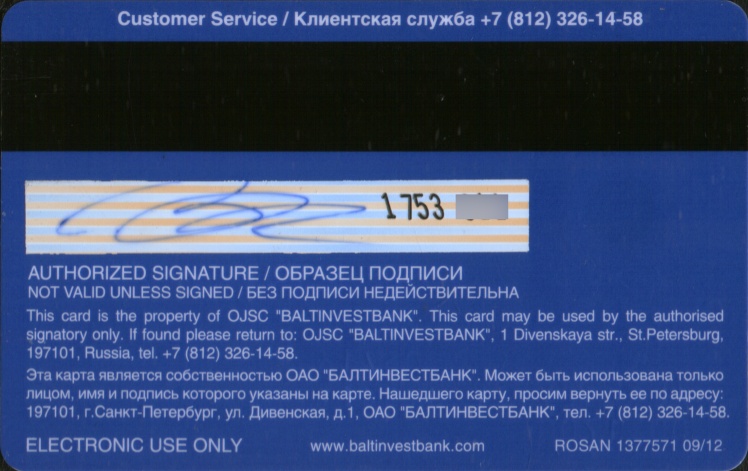 Customer Service / Клиентская служба +7 (812) 326-14-58
1753
AUTHORIZED SIGNATURE / ОБРАЗЕЦ ПОДПИСИ
NOT VALID UNLESS SIGNED / БЕЗ ПОДПИСИ НЕДЕЙСТВИТЕЛЬНА
This card is the property of OJSC "BALTINVESTBANK". This card may be used by the authorised
signatory only. If found please return to: OJSC "BALTINVESTBANK", 1 Divenskaya str., St.Petersburg,
197101, Russia, tel. +7 (812) 326-14-58.
Эта карта является собственностью ОАО "БАЛТИНВЕСТБАНК". Может быть использована только
лицом, имя и подпись которого указаны на карте. Нашедшего карту, просим вернуть ее по адресу:
197101, г.Санкт-Петербург, ул. Дивенская, д.1, ОАО "БАЛТИНВЕСТБАНК", тел. +7 (812) 326-14-58.
ELECTRONIC USE ONLY www.baltinvestbank.com ROSAN 1377571 09/12